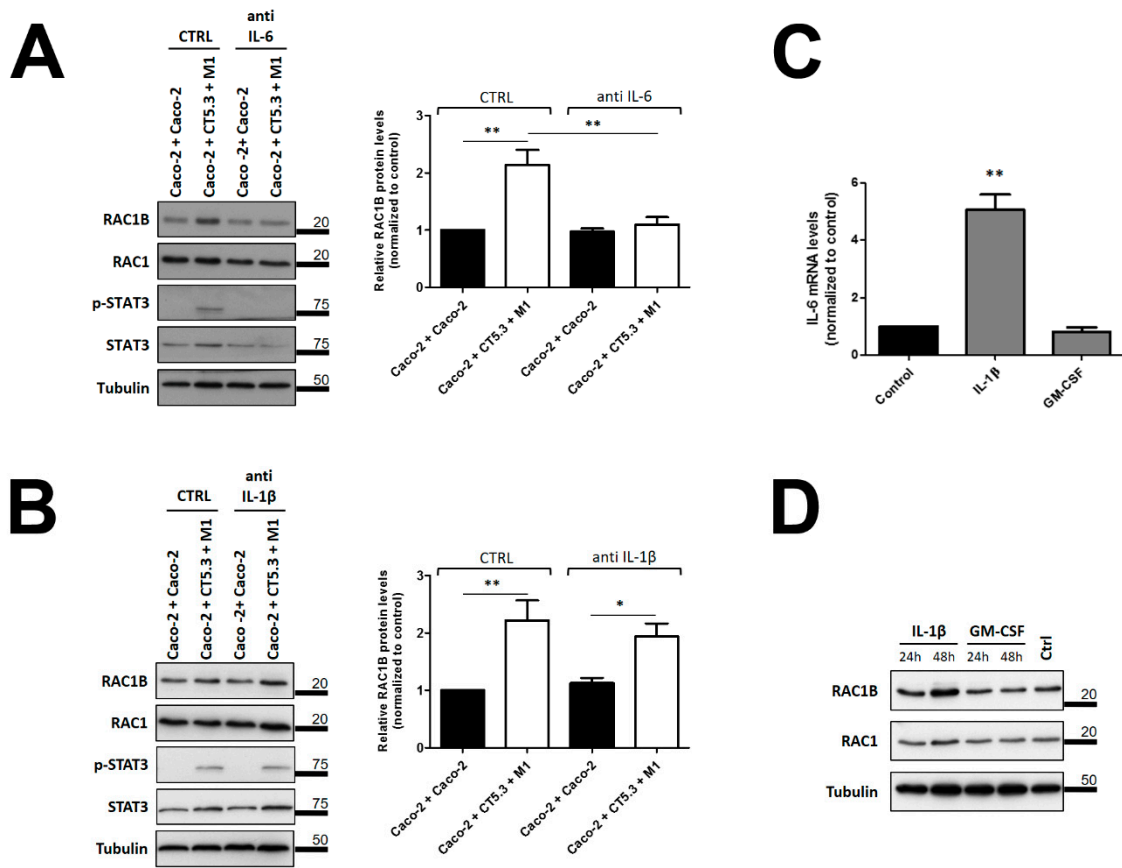 A
CTRL
anti
IL-6
Caco-2 + Caco-2
Caco-2 + CT5.3 + M1
Caco -2+ Caco-2
Caco-2 + CT5.3 + M1
RAC1B
20
RAC1
20
p-STAT3
75
STAT3
75
Tubulin
50
CTRL
anti IL-6
Relative RAC1B protein levels
(normalized to control)
3
2
1
0
**
**
Caco-2 + Caco-2
Caco-2 + CT5.3 + M1
Caco-2 + Caco-2
Caco-2 + CT5.3 + M1
C
IL-6 mRNA levels
(normalized to control)
8
6
4
2
0
**
Control
IL-1β
GM-CSF
B
CTRL
anti
IL-1β
Caco-2 + Caco-2
Caco-2 + CT5.3 + M1
Caco -2+ Caco-2
Caco-2 + CT5.3 + M1
RAC1B
20
RAC1
20
p-STAT3
75
STAT3
75
Tubulin
50
CTRL
anti IL-1β
Relative RAC1B protein levels
(normalized to control)
3
2
1
0
**
*
Caco-2 + Caco-2
Caco-2 + CT5.3 + M1
Caco-2 + Caco-2
Caco-2 + CT5.3 + M1
D
IL-1β
GM-CSF
Ctrl
24h 48h 24h 48h
RAC1B
20
RAC1
20
Tubulin
50